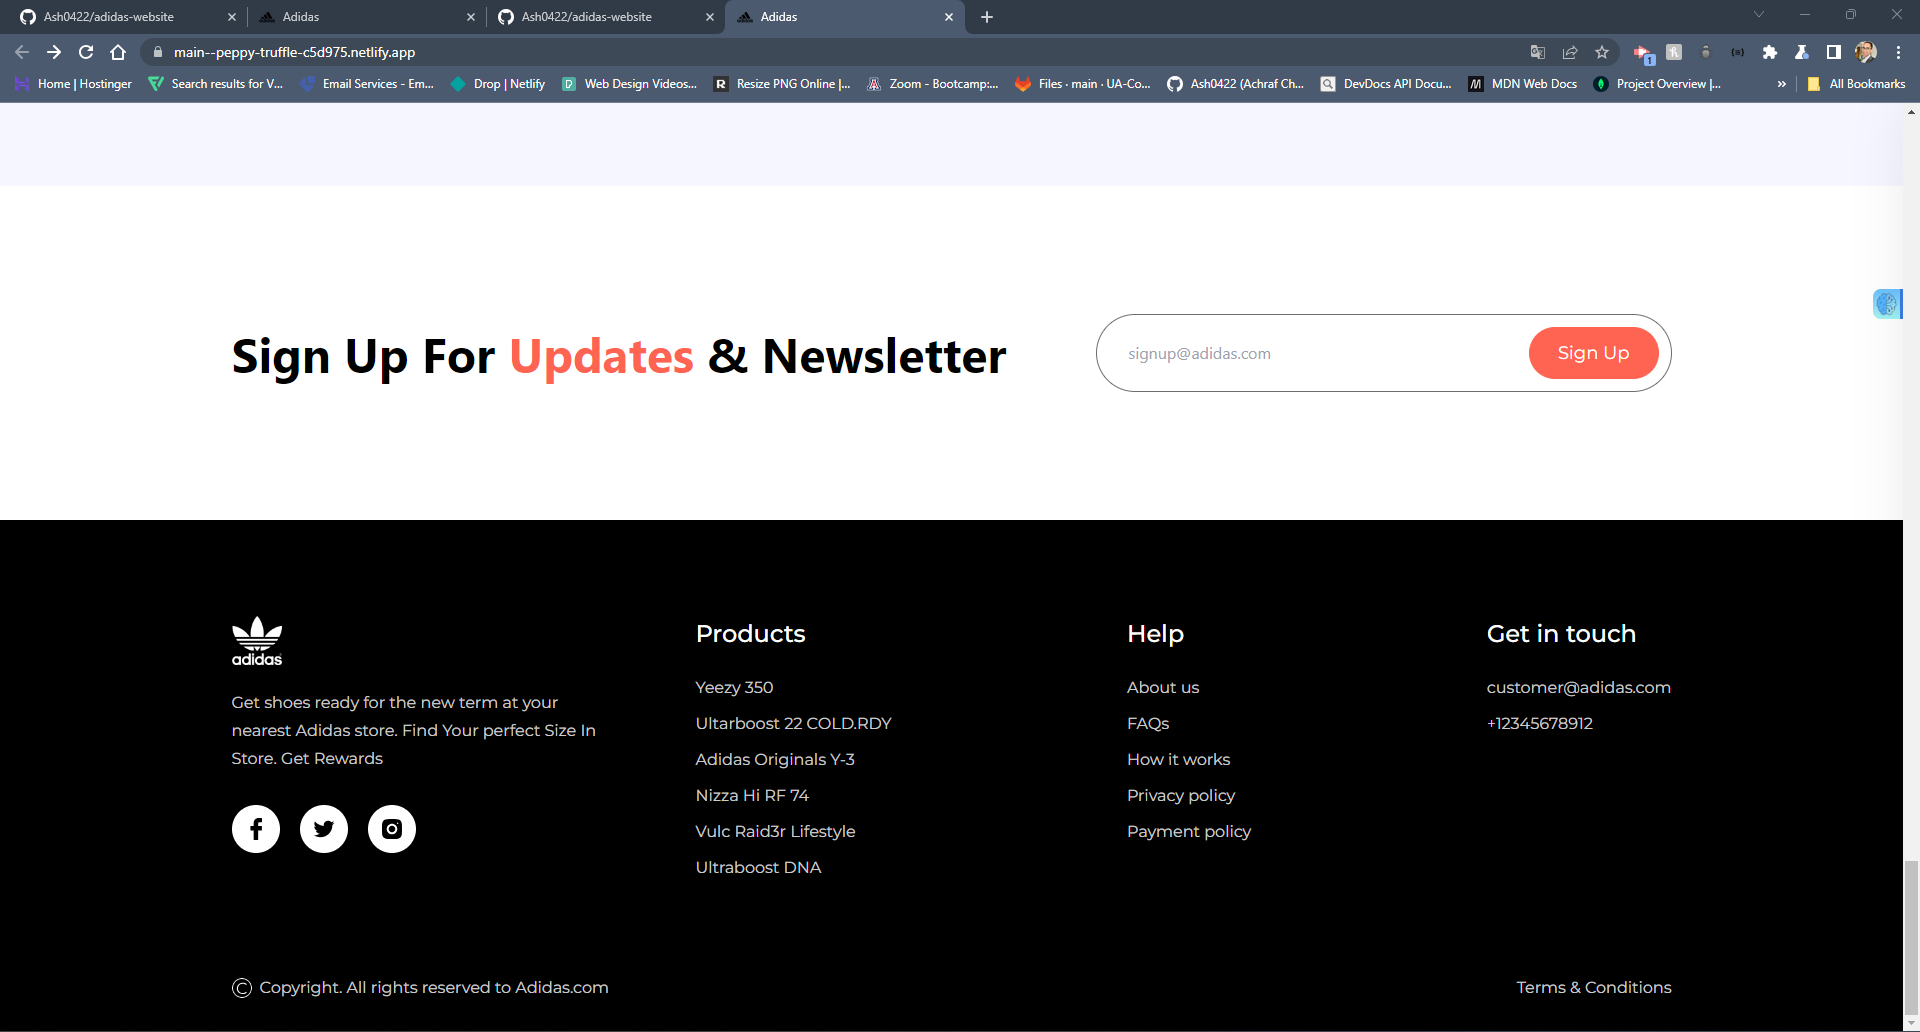 Ash0422/adidas-website
Adidas
Ash0422/adidas-website
Adidas
main--peppy-truffle-c5d975.netlify.app
1
Home | Hostinger
Search results for V...
Email Services - Em...
Drop | Netlify
Web Design Videos...
Resize PNG Online |...
Zoom - Bootcamp:...
Files · main · UA-Co...
Ash0422 (Achraf Ch...
DevDocs API Docu...
MDN Web Docs
Project Overview |...
»
All Bookmarks
Sign Up For Updates & Newsletter
signup@adidas.com
Sign Up
adidas
Get shoes ready for the new term at your
nearest Adidas store. Find Your perfect Size In
Store. Get Rewards
Products
Yeezy 350
Ultarboost 22 COLD.RDY
Adidas Originals Y-3
Nizza Hi RF 74
Vulc Raid3r Lifestyle
Ultraboost DNA
Help
About us
FAQs
How it works
Privacy policy
Payment policy
Get in touch
customer@adidas.com
+12345678912
© Copyright. All rights reserved to Adidas.com
Terms & Conditions